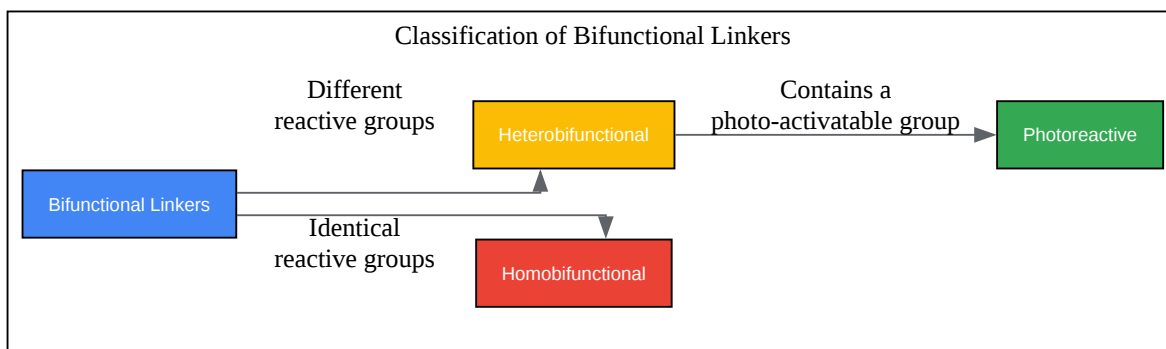 Classification of Bifunctional Linkers
Different
reactive groups
Heterobifunctional
Contains a
photo-activatable group
Photoreactive
Bifunctional Linkers
Identical
reactive groups
Homobifunctional